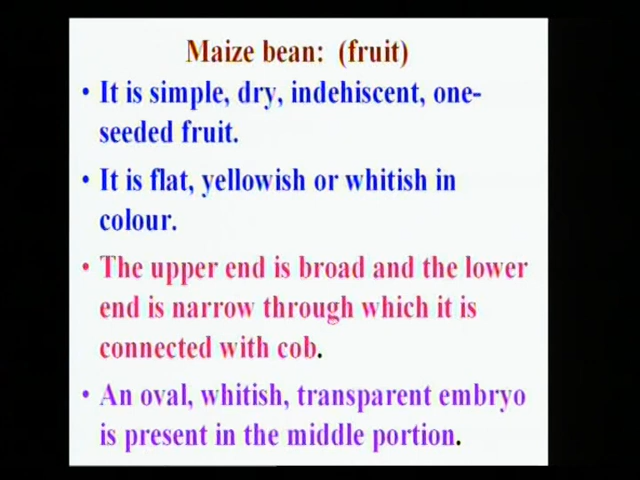 Maize bean: (fruit)
• It is simple, dry, indehiscent, one-
seeded fruit.
• It is flat, yellowish or whitish in
colour.
• The upper end is broad and the lower
end is narrow through which it is
connected with cob.
• An oval, whitish, transparent embryo
is present in the middle portion.